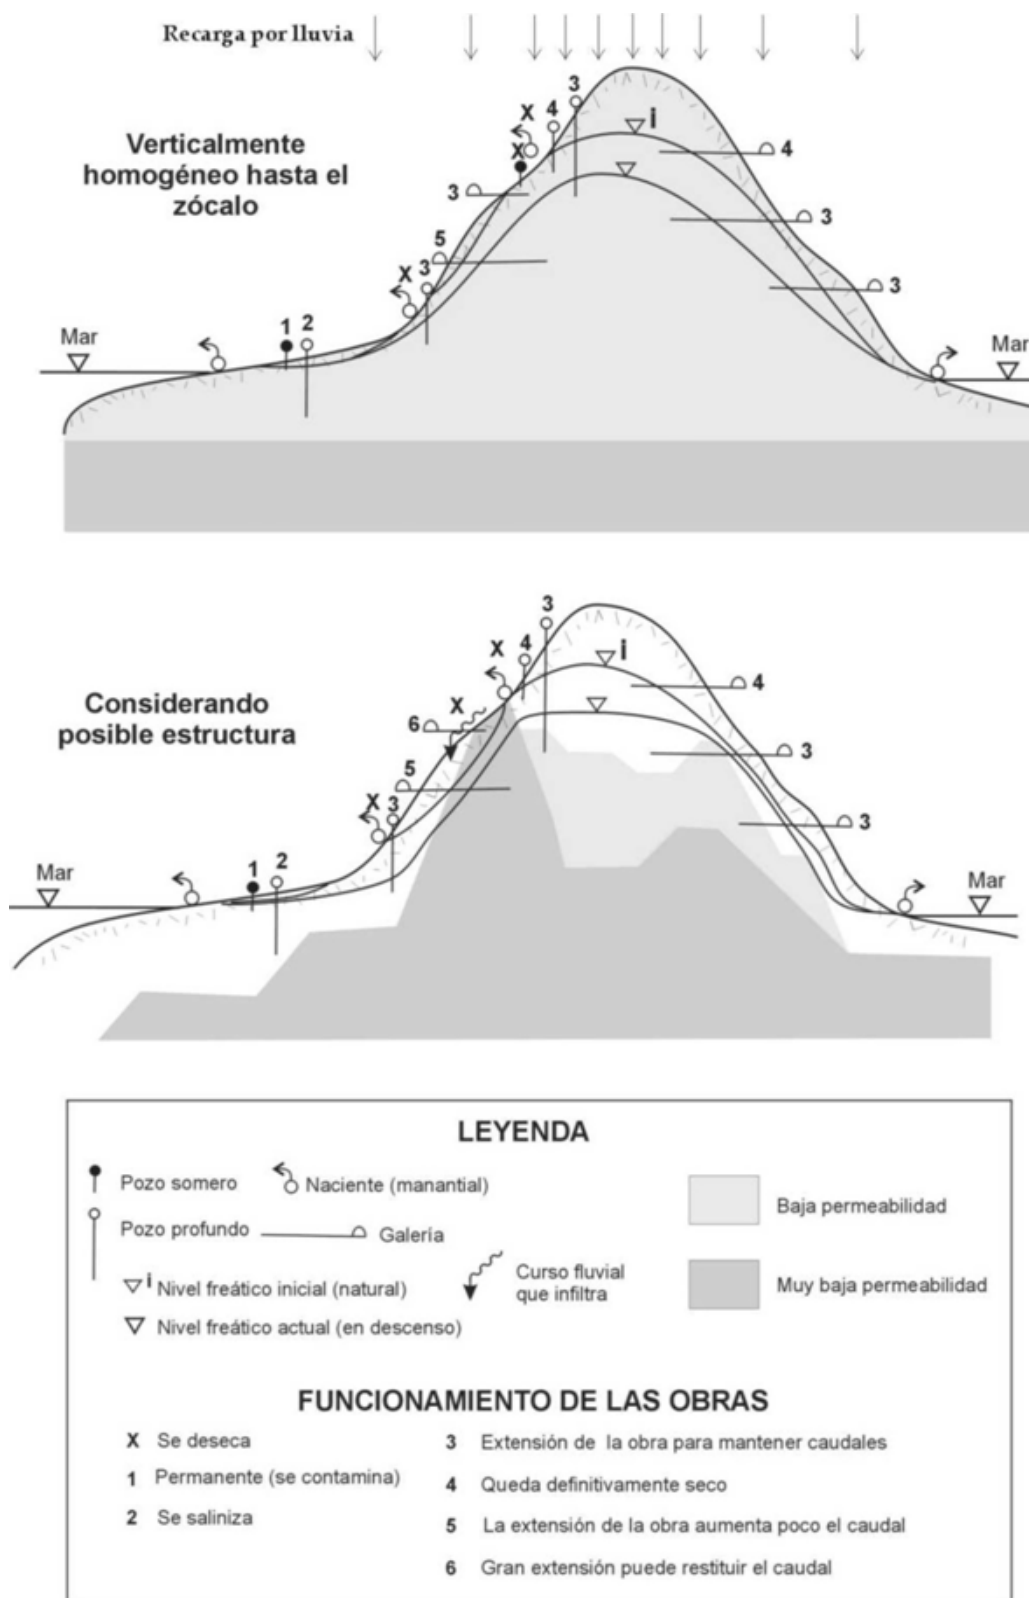 Recarga por lluvia
3
X 4 i
X
4
Verticalmente
homogéneo hasta el
zócalo
3
3
5
X 3
3
1 2
Mar
Mar
3
X 4 i
4
X
Considerando
posible estructura
6
3
5
X 3
3
1 2
Mar
Mar
LEYENDA
Pozo somero
Naciente (manantial)
Baja permeabilidad
Pozo profundo
Galería
i Nivel freático inicial (natural)
Curso fluvial
que infiltra
Muy baja permeabilidad
Nivel freático actual (en descenso)
FUNCIONAMIENTO DE LAS OBRAS
X Se deseca
1 Permanente (se contamina)
2 Se saliniza
3 Extensión de la obra para mantener caudales
4 Queda definitivamente seco
5 La extensión de la obra aumenta poco el caudal
6 Gran extensión puede restituir el caudal